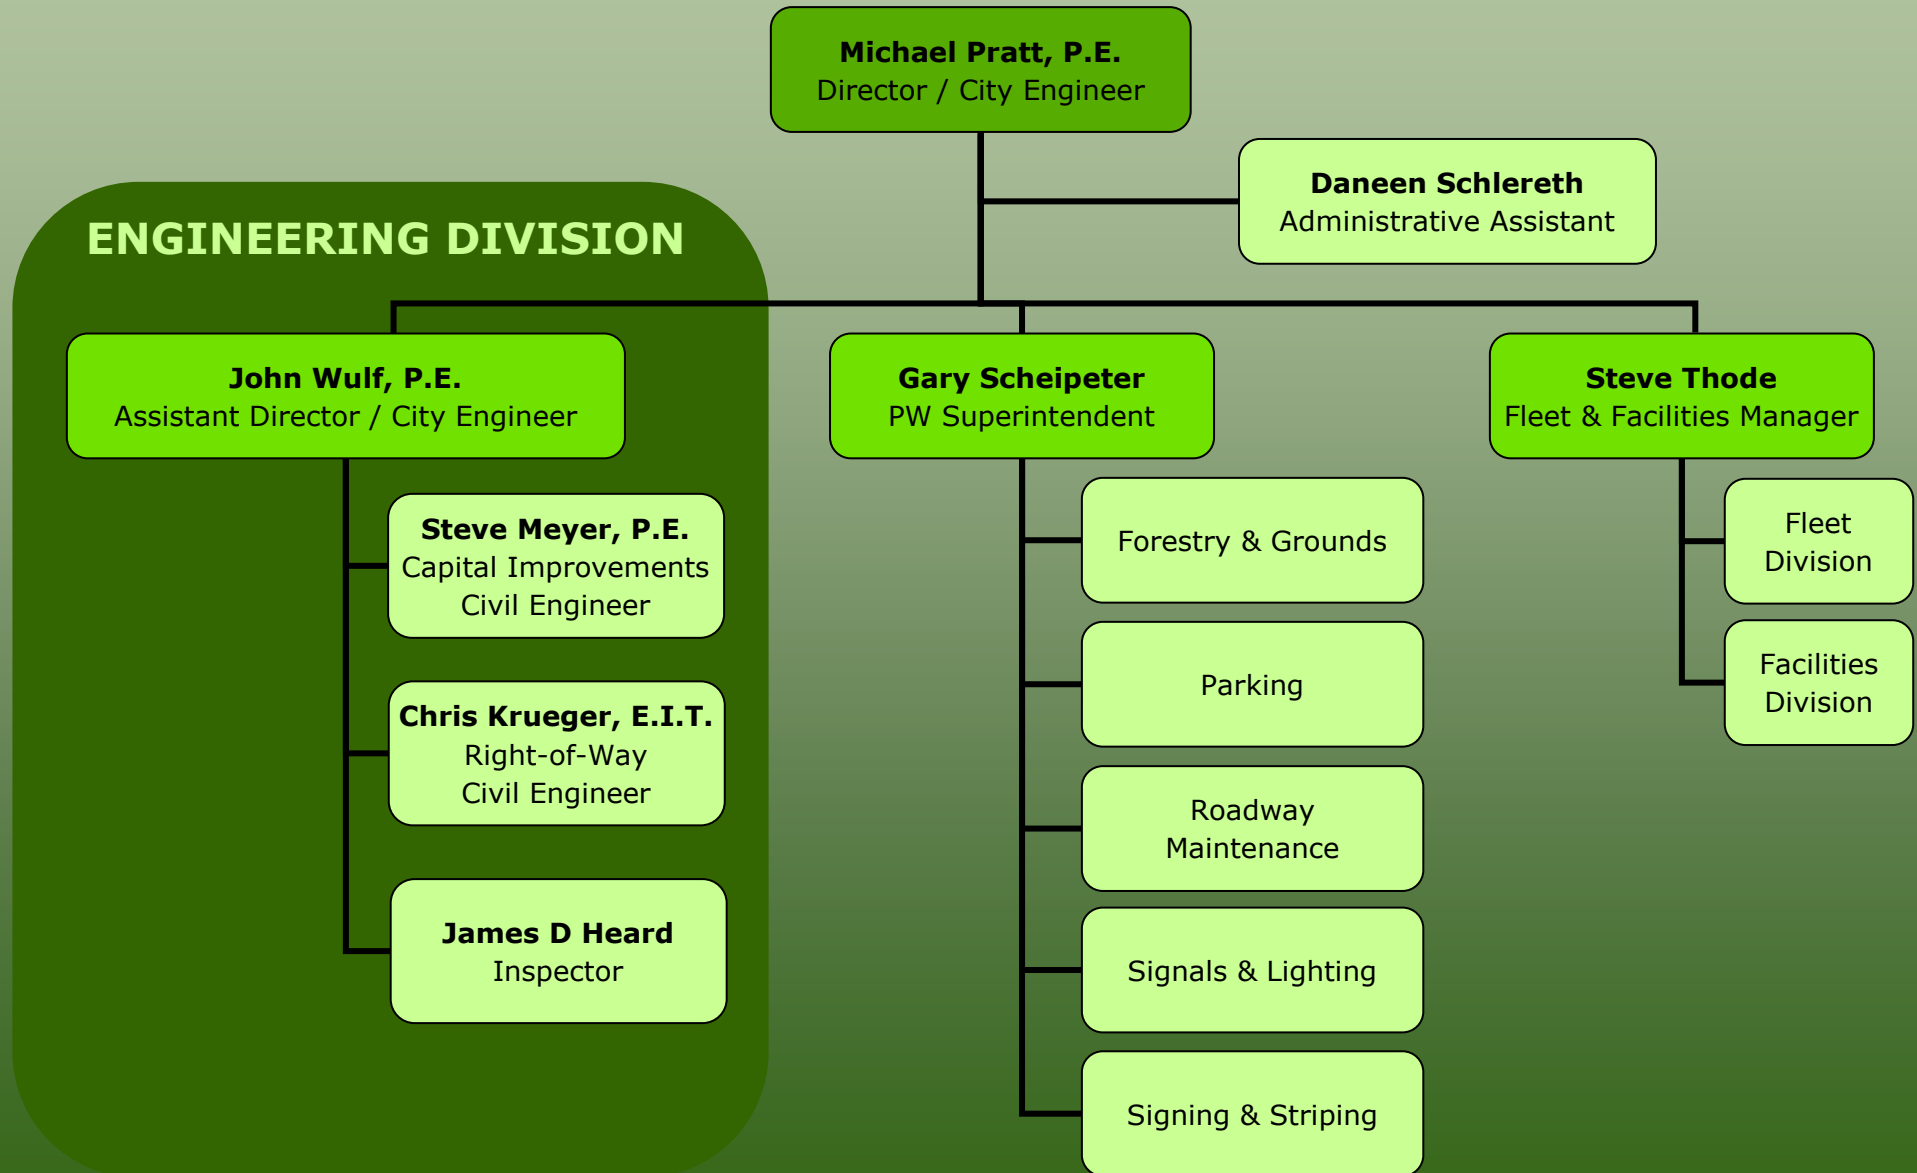 Michael Pratt, P.E.
Director / City Engineer
Daneen Schlereth
Administrative Assistant
ENGINEERING DIVISION
John Wulf, P.E.
Assistant Director / City Engineer
Steve Meyer, P.E.
Capital Improvements
Civil Engineer
Chris Krueger, E.I.T.
Right-of-Way
Civil Engineer
James D Heard
Inspector
Gary Scheipeter
PW Superintendent
Forestry & Grounds
Parking
Roadway
Maintenance
Signals & Lighting
Signing & Striping
Steve Thode
Fleet & Facilities Manager
Fleet
Division
Facilities
Division